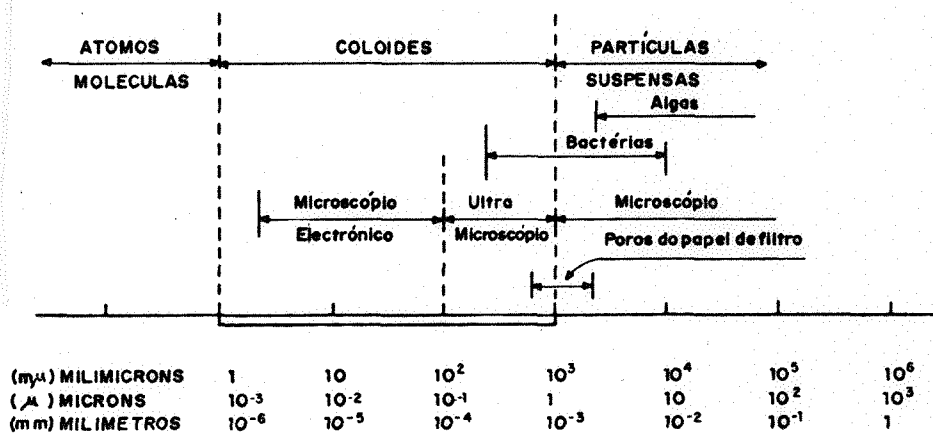 ATOMOS COLOIDES PARTÍCULAS
MOLECULAS SUSPENSAS
Algas
Bactérias
Microscópio Ultra Microscópio
Electrónico Microscópio
Poros do papel de filtro
(mμ) MILIMICRONS 1 10 10² 10³ 10⁴ 10⁵ 10⁶
(μ) MICRONS 10⁻³ 10⁻² 10⁻¹ 1 10 10² 10³
(mm) MILIMETROS 10⁻⁶ 10⁻⁵ 10⁻⁴ 10⁻³ 10⁻² 10⁻¹ 1